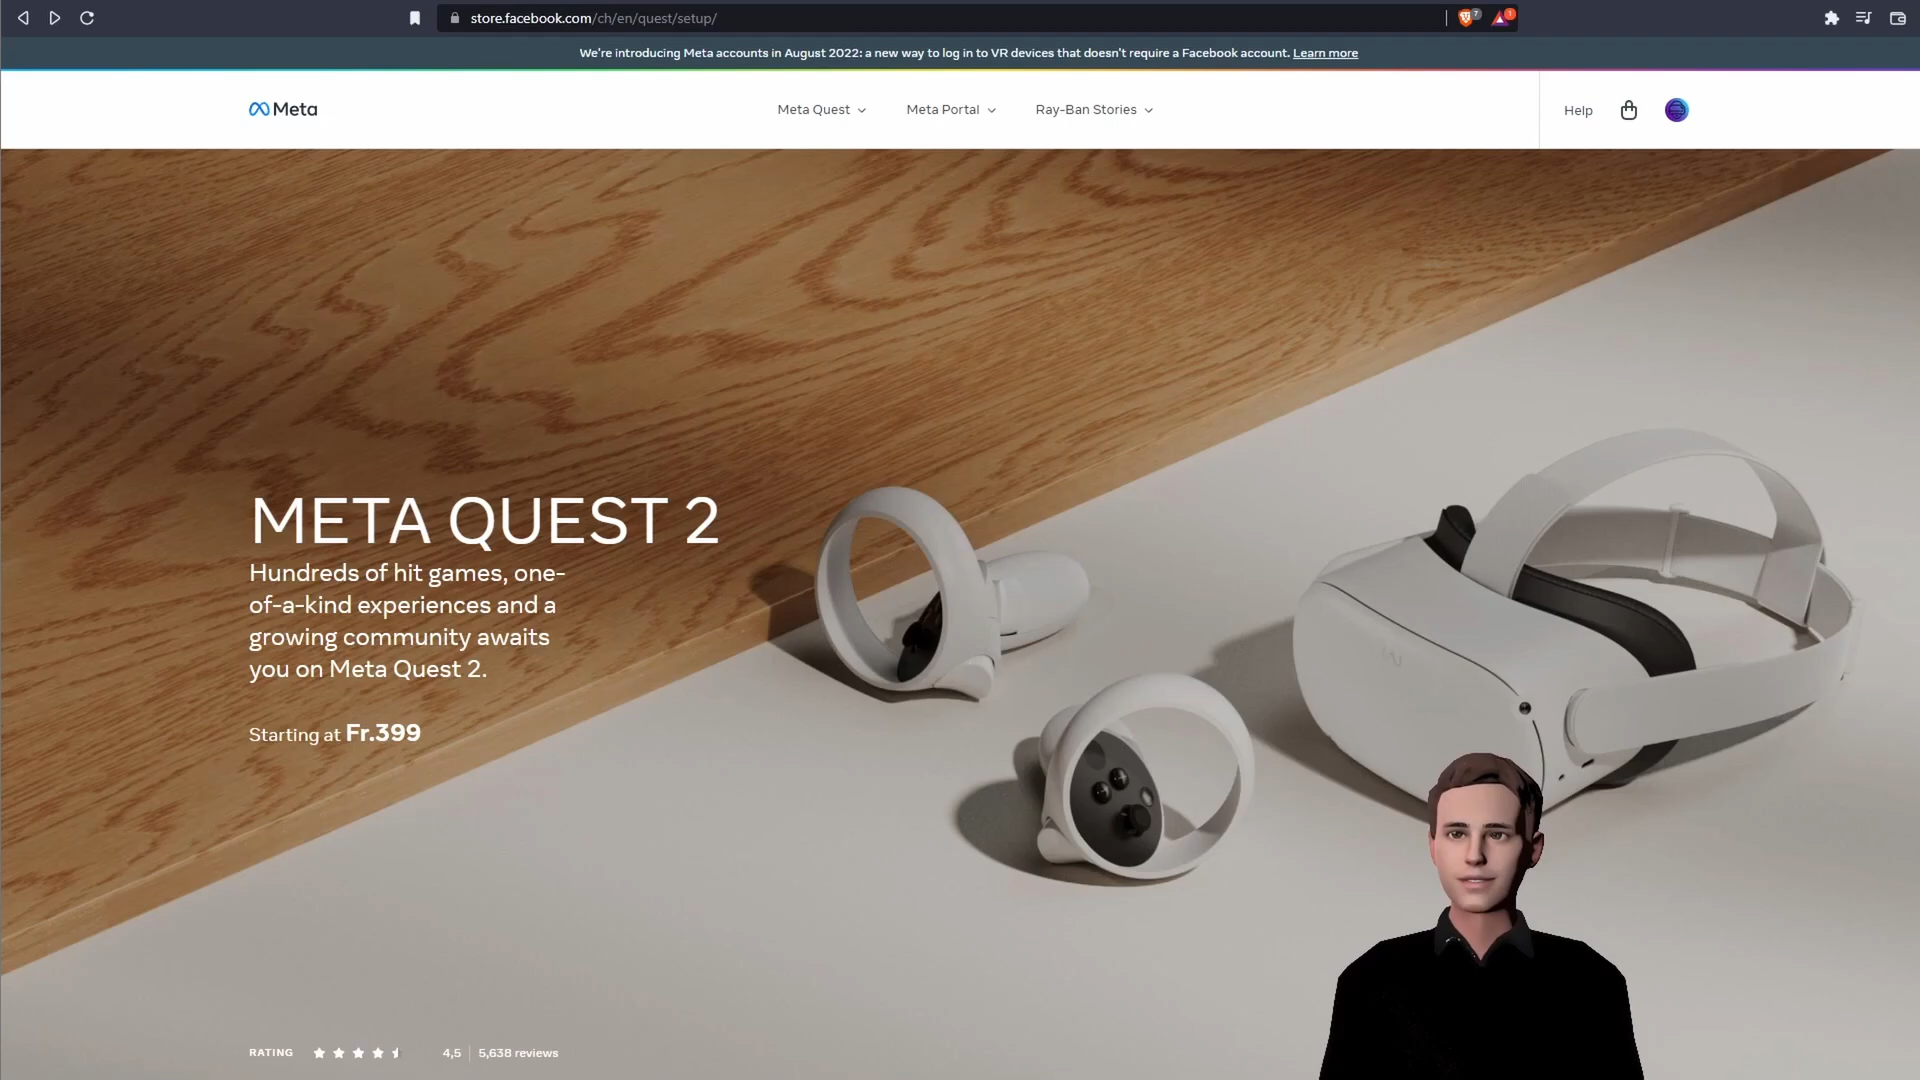 store.facebook.com/ch/en/quest/setup/
7
1
We're introducing Meta accounts in August 2022: a new way to log in to VR devices that doesn't require a Facebook account. Learn more
Meta
Meta Quest
Meta Portal
Ray-Ban Stories
Help
META QUEST 2
Hundreds of hit games, one-
of-a-kind experiences and a
growing community awaits
you on Meta Quest 2.
Starting at Fr.399
RATING
4,5
5,638 reviews